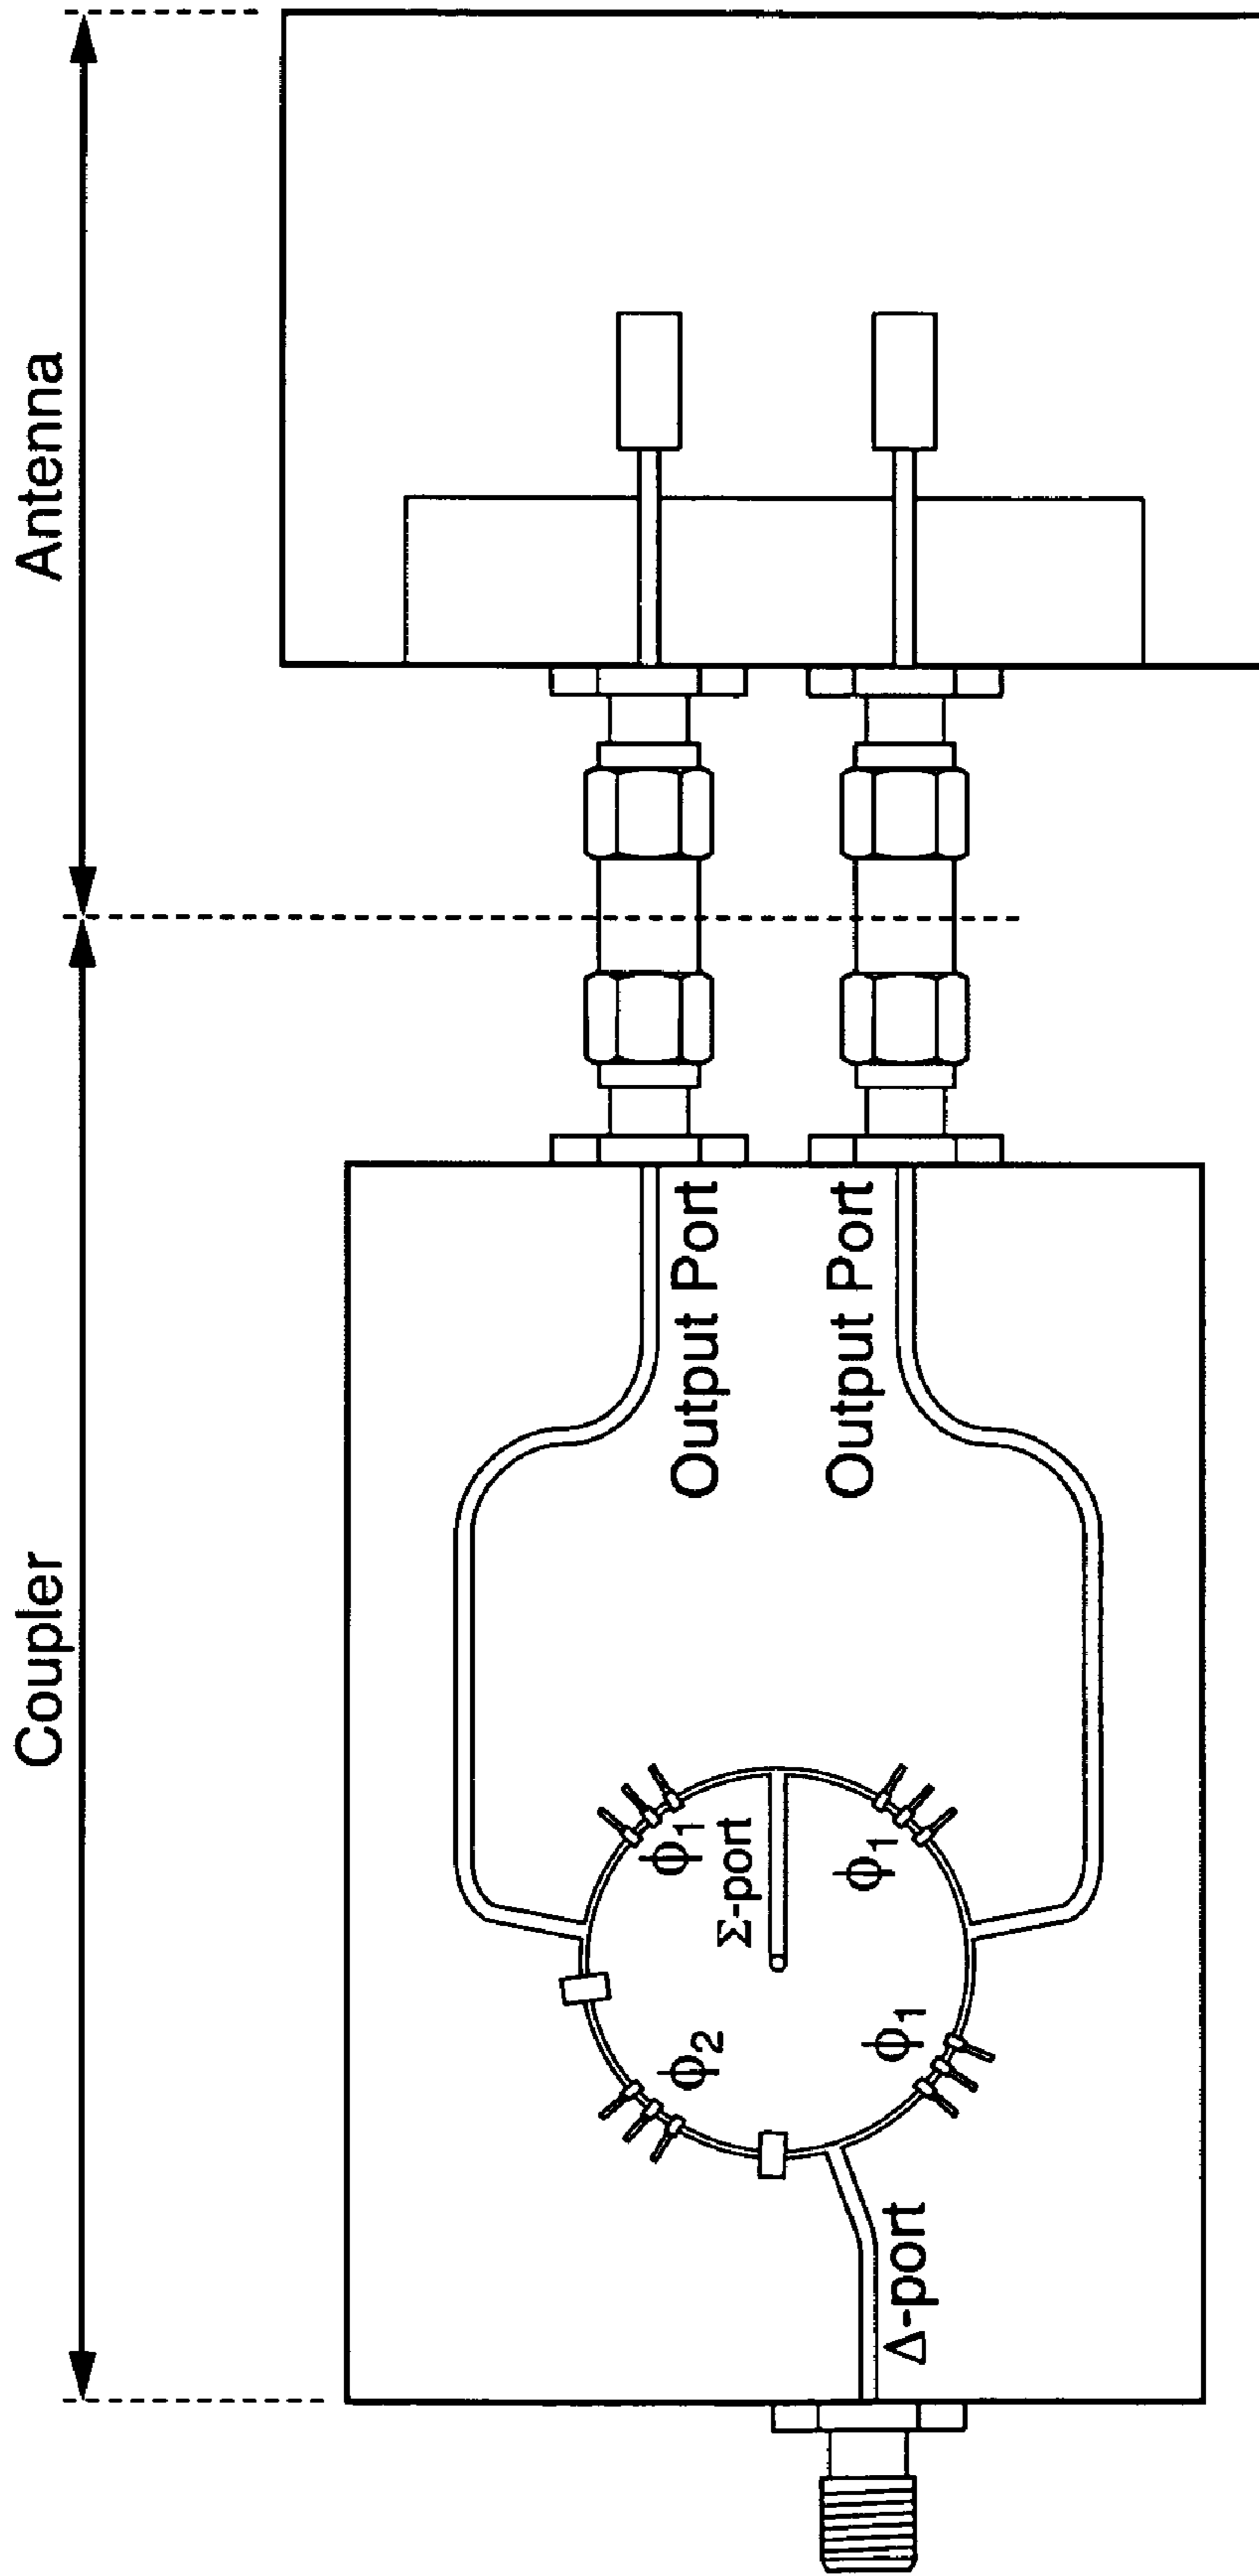 Coupler
Antenna
Output Port
Output Port
Φ1
Σ-port
Φ1
Φ2
Φ1
Δ-port